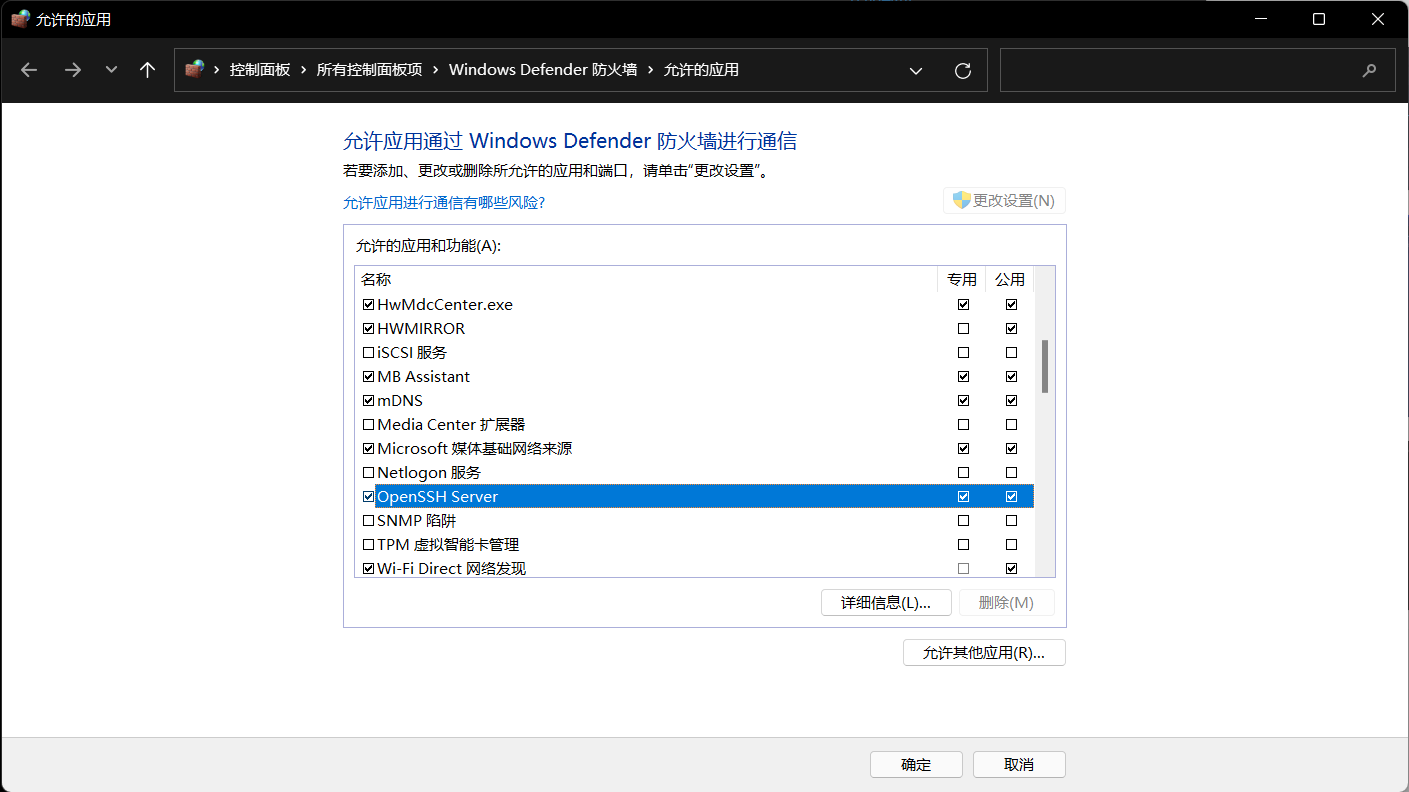 允许的应用
控制面板 › 所有控制面板项 › Windows Defender 防火墙 › 允许的应用
允许应用通过 Windows Defender 防火墙进行通信
若要添加、更改或删除所允许的应用和端口，请单击“更改设置”。
允许应用进行通信有哪些风险?
更改设置(N)
允许的应用和功能(A):
名称 专用 公用
HwMdcCenter.exe
HWMIRROR
iSCSI 服务
MB Assistant
mDNS
Media Center 扩展器
Microsoft 媒体基础网络来源
Netlogon 服务
OpenSSH Server
SNMP 陷阱
TPM 虚拟智能卡管理
Wi-Fi Direct 网络发现
详细信息(L)... 删除(M)
允许其他应用(R)...
确定 取消